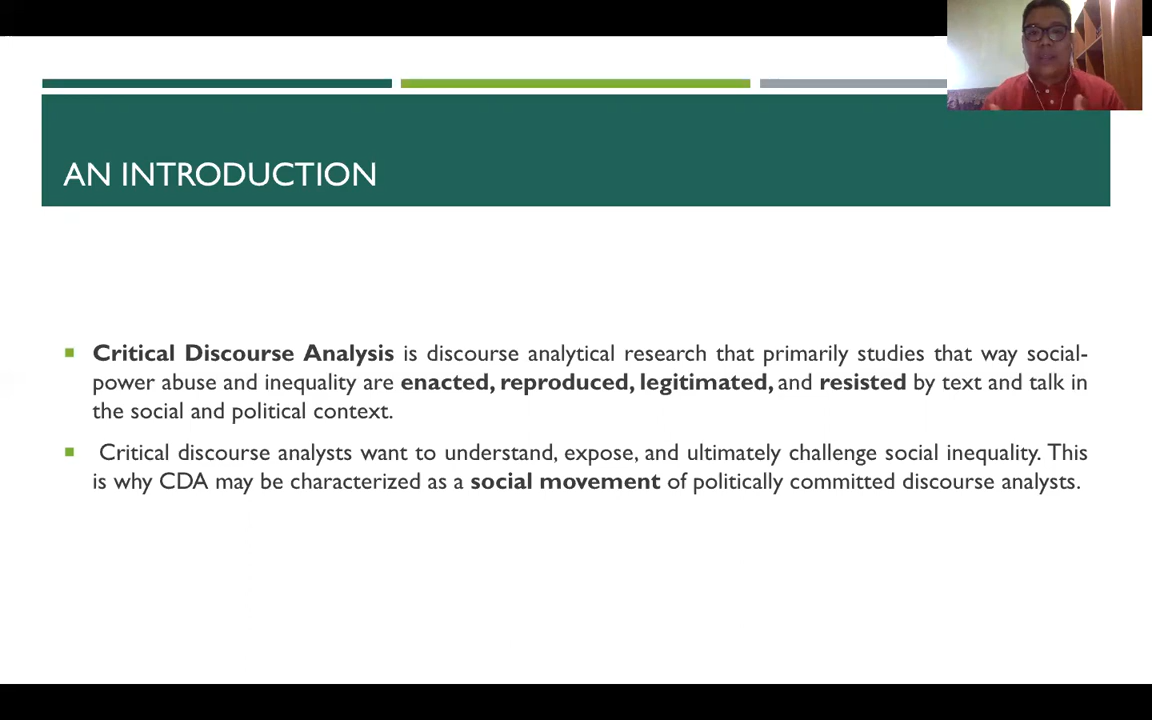 AN INTRODUCTION
Critical Discourse Analysis is discourse analytical research that primarily studies that way social-
power abuse and inequality are enacted, reproduced, legitimated, and resisted by text and talk in
the social and political context.
Critical discourse analysts want to understand, expose, and ultimately challenge social inequality. This
is why CDA may be characterized as a social movement of politically committed discourse analysts.